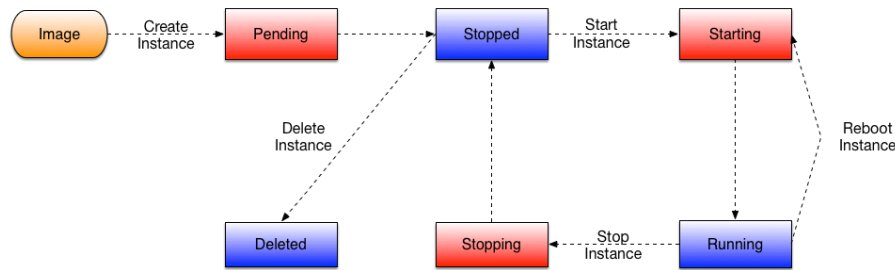 Image
Create
Instance
Pending
Stopped
Start
Instance
Starting
Delete
Instance
Reboot
Instance
Deleted
Stopping
Stop
Instance
Running